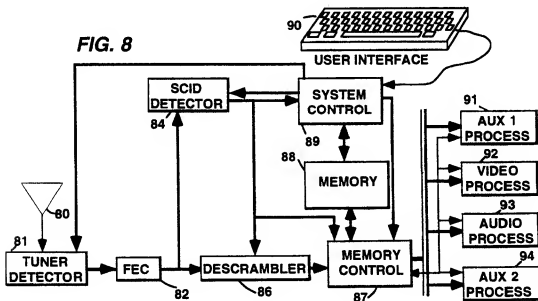 90
FIG. 8
USER INTERFACE
SCID
DETECTOR
84
SYSTEM
CONTROL
89
91
AUX 1
PROCESS
92
VIDEO
PROCESS
88
MEMORY
80
93
AUDIO
PROCESS
81
TUNER
DETECTOR
FEC
82
DESCRAMBLER
86
MEMORY
CONTROL
87
94
AUX 2
PROCESS